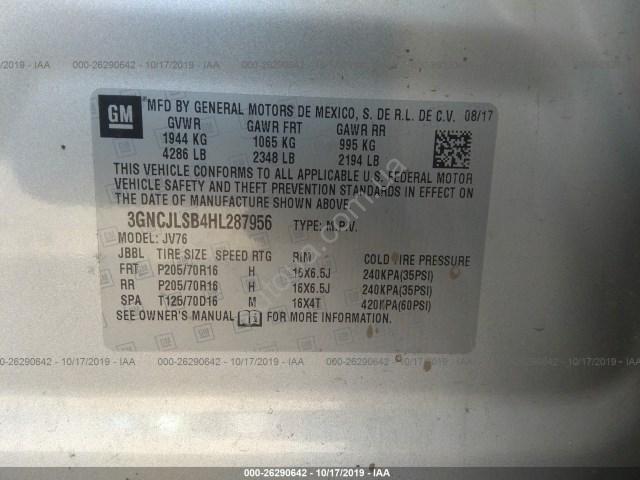 000-26290642 - 10/17/2019 - IAA
GM
MFD BY GENERAL MOTORS DE MEXICO, S. DE R.L. DE C.V. 08/17
GVWR GAWR FRT GAWR RR
1944 KG 1065 KG 995 KG
4286 LB 2348 LB 2194 LB
THIS VEHICLE CONFORMS TO ALL APPLICABLE U.S. FEDERAL MOTOR
VEHICLE SAFETY AND THEFT PREVENTION STANDARDS IN EFFECT ON
THE DATE OF MANUFACTURE SHOWN ABOVE.
3GNCJLSB4HL287956 TYPE: M.P.V.
MODEL: JV76
JBBL TIRE SIZE SPEED RTG RIM COLD TIRE PRESSURE
FRT P205/70R16 H 16X6.5J 240KPA(35PSI)
RR P205/70R16 H 16X6.5J 240KPA(35PSI)
SPA T125/70D16 M 16X4T 420KPA(60PSI)
SEE OWNER'S MANUAL FOR MORE INFORMATION.
000-26290642 - 10/17/2019 - IAA
000-26290642 - 10/17/2019 - IAA